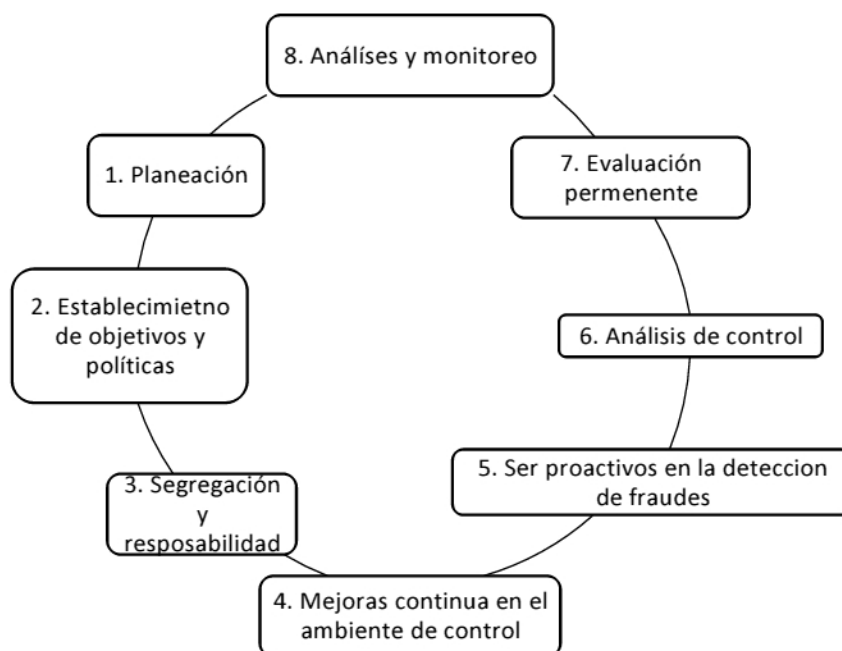 8. Análíses y monitoreo
1. Planeación
7. Evaluación
permenente
2. Establecimietno
de objetivos y
políticas
6. Análisis de control
3. Segregación
y
resposabilidad
5. Ser proactivos en la deteccion
de fraudes
4. Mejoras continua en el
ambiente de control